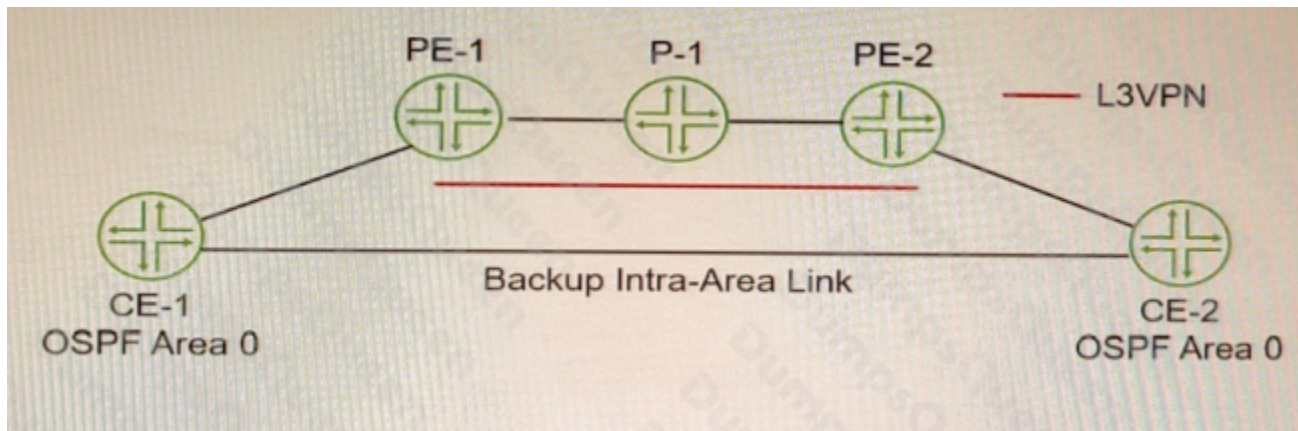 PE-1
P-1
PE-2
L3VPN
Backup Intra-Area Link
CE-1
OSPF Area 0
CE-2
OSPF Area 0